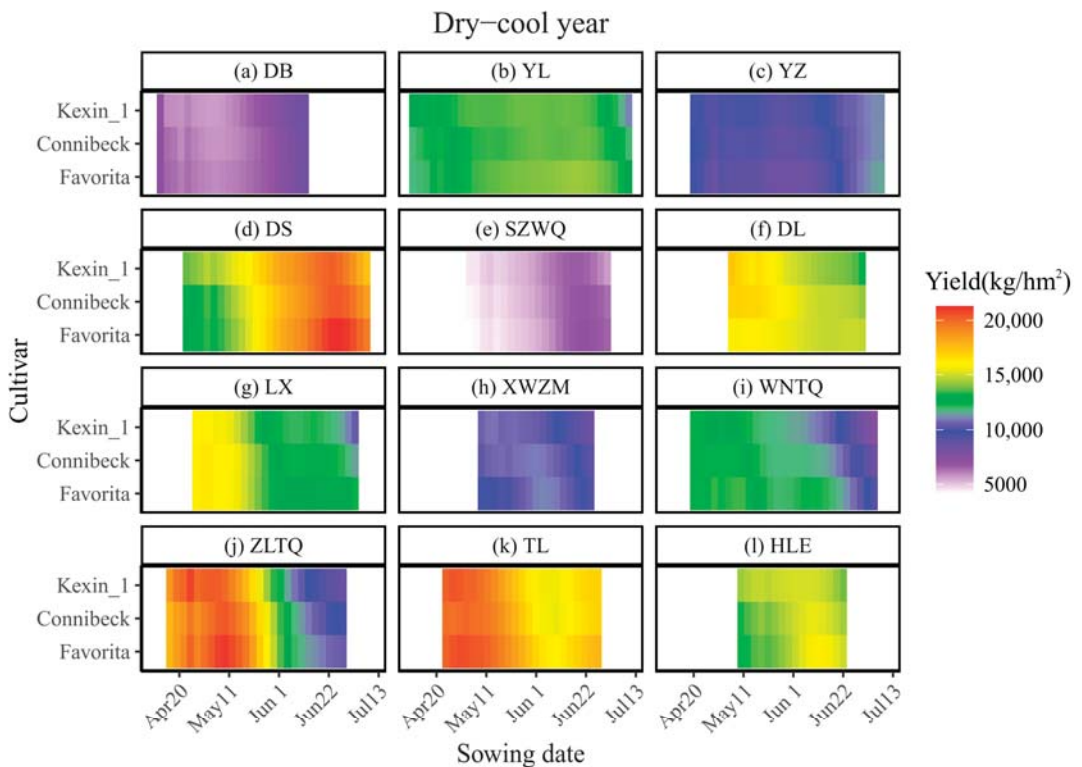 Dry−cool year
(a) DB
(b) YL
(c) YZ
Kexin_1
Connibeck
Favorita
(d) DS
(e) SZWQ
(f) DL
Kexin_1
Connibeck
Favorita
(g) LX
(h) XWZM
(i) WNTQ
Kexin_1
Connibeck
Favorita
(j) ZLTQ
(k) TL
(l) HLE
Kexin_1
Connibeck
Favorita
Cultivar
Apr20 May11 Jun 1 Jun22 Jul13
Apr20 May11 Jun 1 Jun22 Jul13
Apr20 May11 Jun 1 Jun22 Jul13
Sowing date
Yield(kg/hm²)
20,000
15,000
10,000
5000